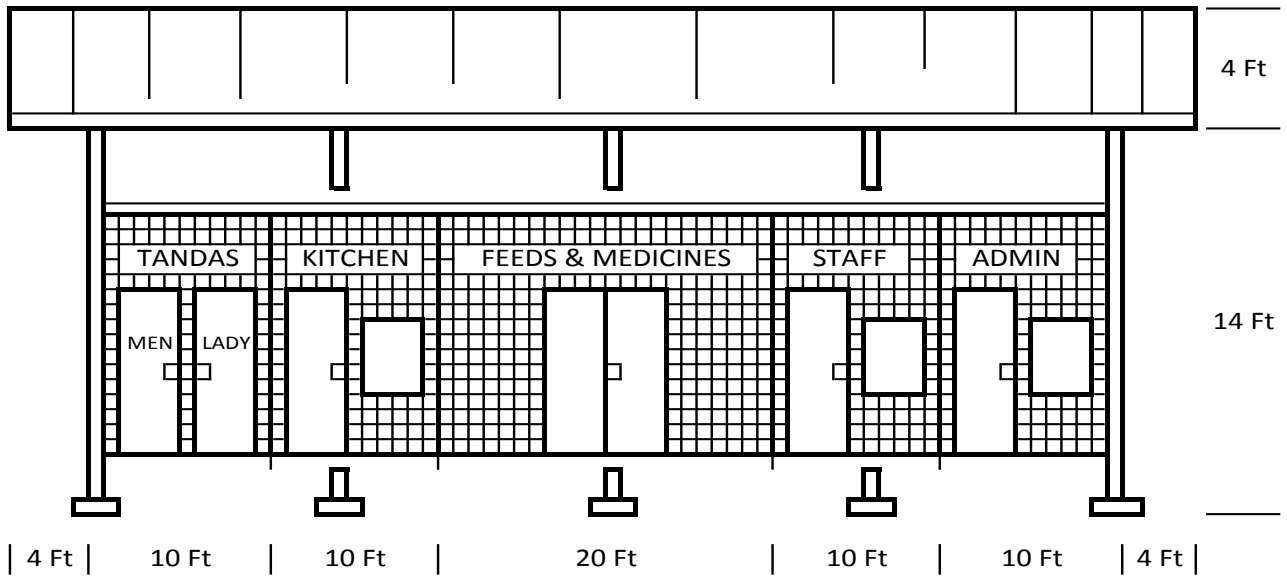 4 Ft
TANDAS KITCHEN FEEDS & MEDICINES STAFF ADMIN
14 Ft
MEN LADY
4 Ft 10 Ft 10 Ft 20 Ft 10 Ft 10 Ft 4 Ft